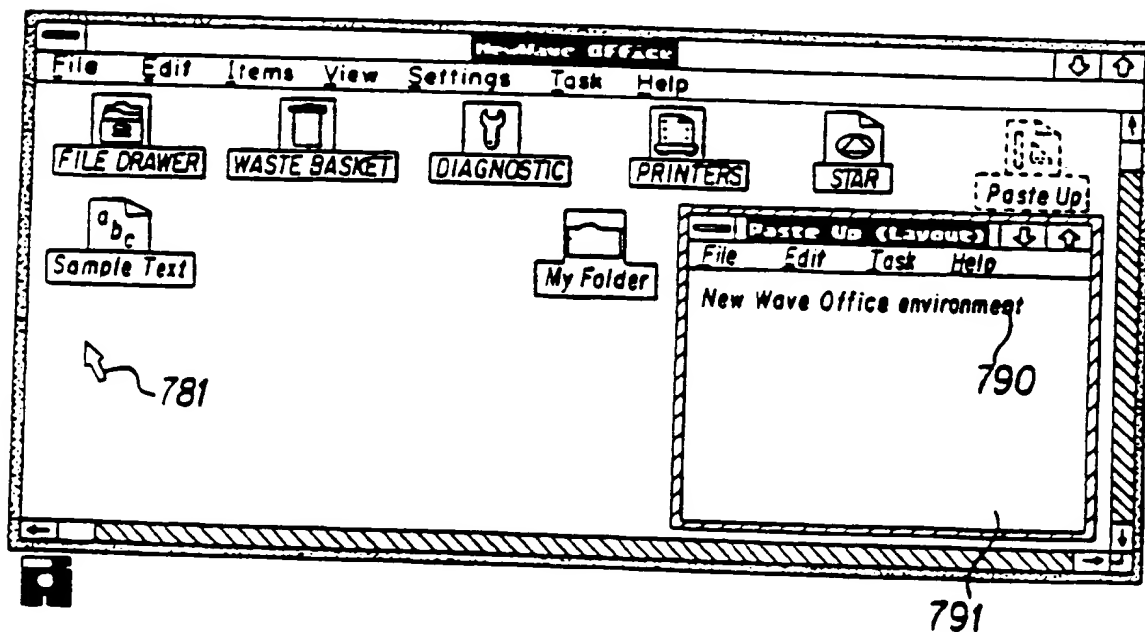 NewWave Office
File Edit Items View Settings Task Help
FILE DRAWER WASTE BASKET DIAGNOSTIC PRINTERS STAR Paste Up
abc
Sample Text My Folder
Paste Up (Layout)
File Edit Task Help
New Wave Office environment
781
790
791